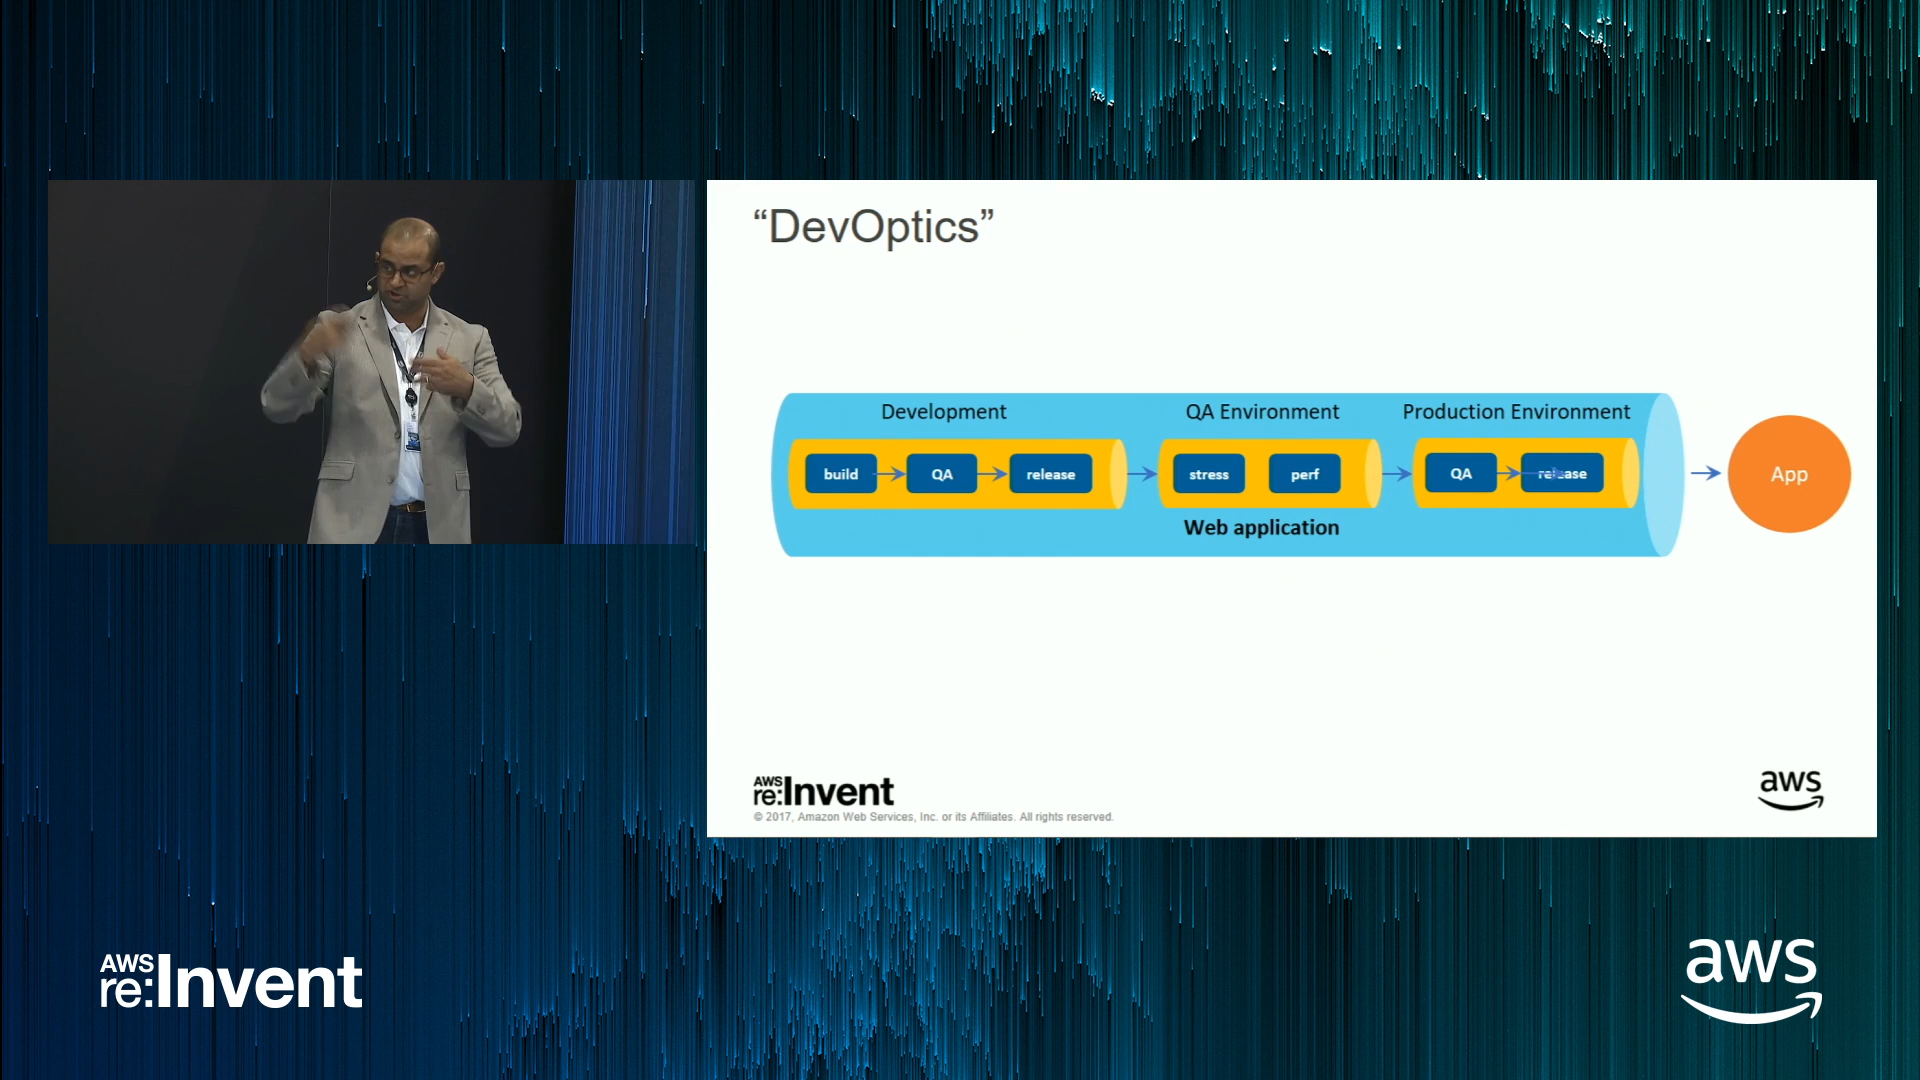 “DevOptics”
Development
QA Environment
Production Environment
build
QA
release
stress
perf
QA
release
App
Web application
AWS
re:Invent
© 2017, Amazon Web Services, Inc. or its Affiliates. All rights reserved.
aws
AWS
re:Invent
aws